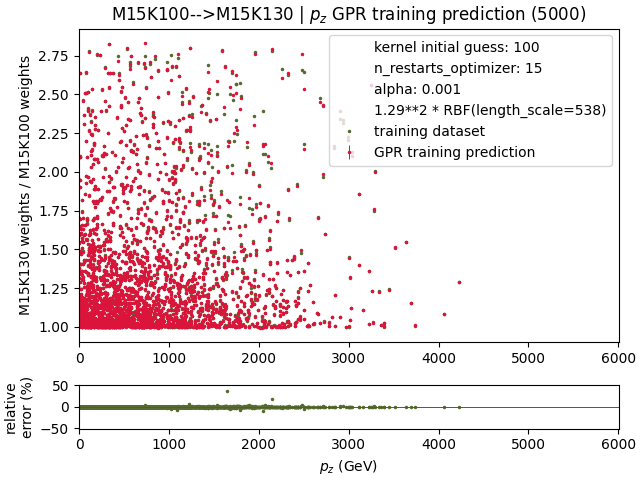 M15K100-->M15K130 | p_z GPR training prediction (5000)
M15K130 weights / M15K100 weights
2.75
2.50
2.25
2.00
1.75
1.50
1.25
1.00
kernel initial guess: 100
n_restarts_optimizer: 15
alpha: 0.001
1.29**2 * RBF(length_scale=538)
training dataset
GPR training prediction
0 1000 2000 3000 4000 5000 6000
relative
error (%)
50
0
−50
0 1000 2000 3000 4000 5000 6000
p_z (GeV)